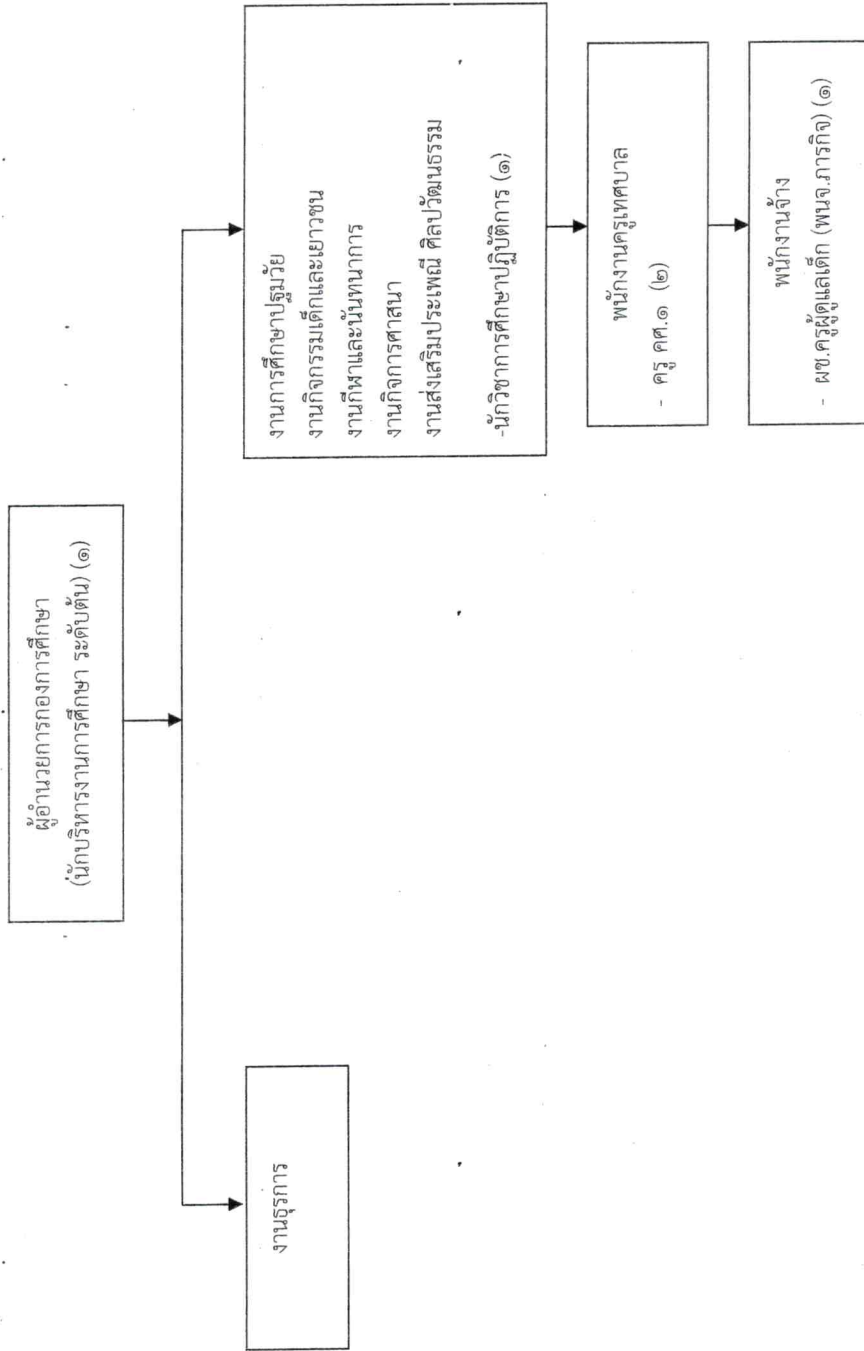 ผู้อำนวยการกองการศึกษา
(นักบริหารงานการศึกษา ระดับต้น) (๑)
งานธุรการ
งานการศึกษาปฐมวัย
งานกิจกรรมเด็กและเยาวชน
งานกีฬาและนันทนาการ
งานกิจการศาสนา
งานส่งเสริมประเพณี ศิลปวัฒนธรรม
-นักวิชาการศึกษาปฏิบัติการ (๑)
พนักงานครูเทศบาล
- ครู คศ.๑ (๒)
พนักงานจ้าง
- ผช.ครูผู้ดูแลเด็ก (พนจ.ภารกิจ) (๑)